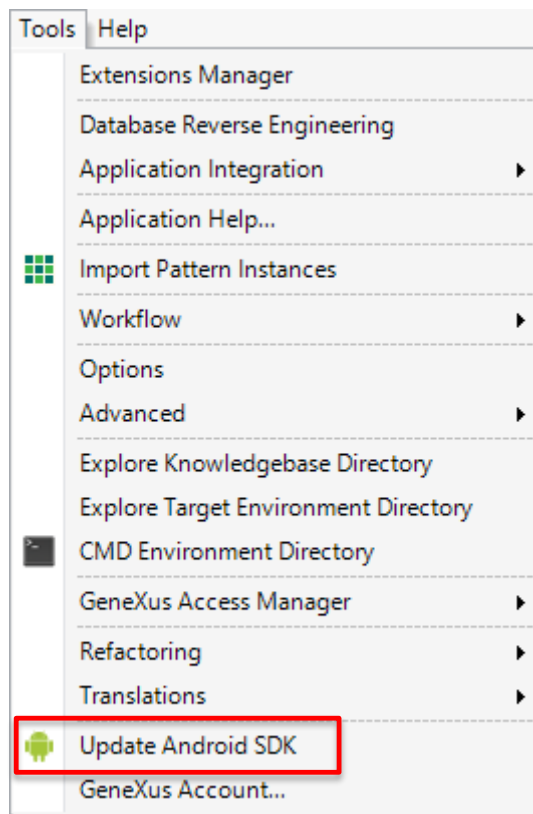 Tools Help
Extensions Manager
Database Reverse Engineering
Application Integration
Application Help...
Import Pattern Instances
Workflow
Options
Advanced
Explore Knowledgebase Directory
Explore Target Environment Directory
CMD Environment Directory
GeneXus Access Manager
Refactoring
Translations
Update Android SDK
GeneXus Account...